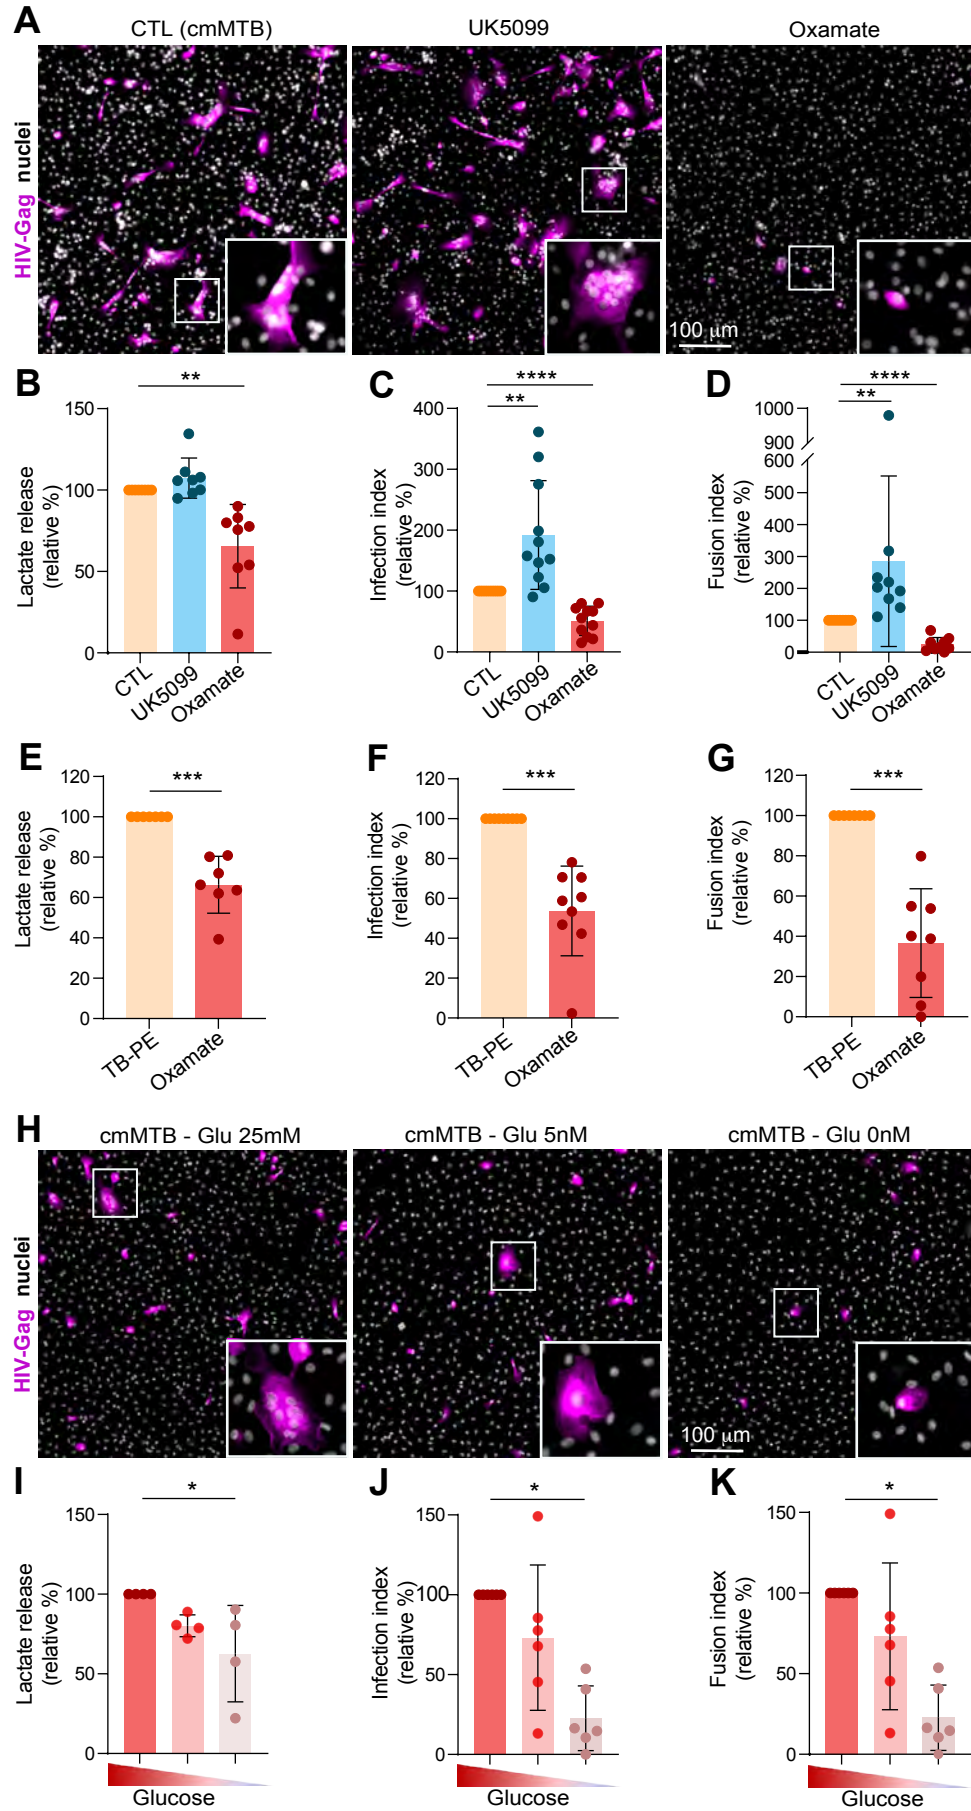 A
CTL (cmMTB)
UK5099
Oxamate
HIV-Gag nuclei
100 µm
B
**
Lactate release
(relative %)
150
100
50
0
CTL
UK5099
Oxamate
C
****
**
Infection index
(relative %)
400
300
200
100
0
CTL
UK5099
Oxamate
D
****
**
Fusion index
(relative %)
1000
900
600
500
400
300
200
100
0
CTL
UK5099
Oxamate
E
***
Lactate release
(relative %)
120
100
80
60
40
20
0
TB-PE
Oxamate
F
***
Infection index
(relative %)
120
100
80
60
40
20
0
TB-PE
Oxamate
G
***
Fusion index
(relative %)
120
100
80
60
40
20
0
TB-PE
Oxamate
H
cmMTB - Glu 25mM
cmMTB - Glu 5nM
cmMTB - Glu 0nM
HIV-Gag nuclei
100 µm
I
*
Lactate release
(relative %)
150
100
50
0
Glucose
J
*
Infection index
(relative %)
150
100
50
0
Glucose
K
*
Fusion index
(relative %)
150
100
50
0
Glucose